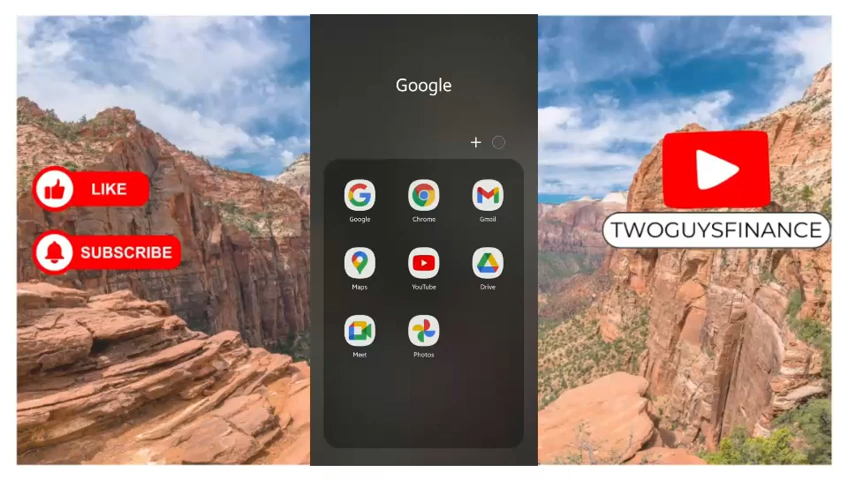 Google
LIKE
SUBSCRIBE
TWOGUYSFINANCE
Google
Chrome
Gmail
Maps
YouTube
Drive
Meet
Photos